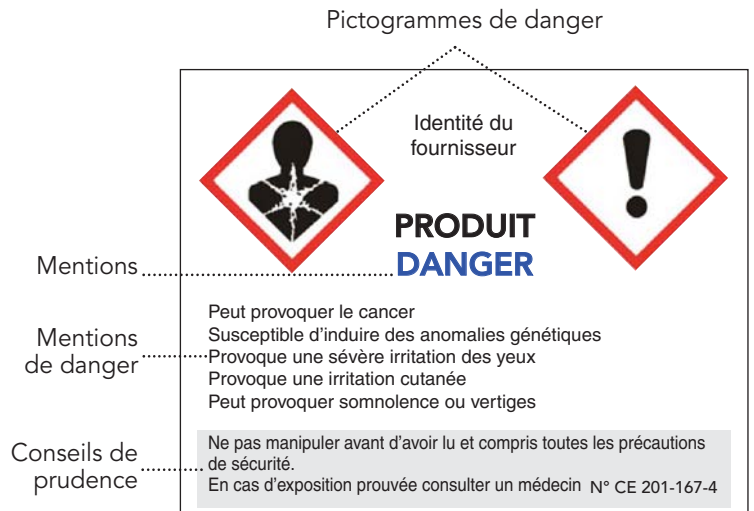 Pictogrammes de danger
Identité du
fournisseur
PRODUIT
Mentions
DANGER
Peut provoquer le cancer
Susceptible d'induire des anomalies génétiques
Mentions
de danger
Provoque une sévère irritation des yeux
Provoque une irritation cutanée
Peut provoquer somnolence ou vertiges
Conseils de
prudence
Ne pas manipuler avant d'avoir lu et compris toutes les précautions
de sécurité.
En cas d'exposition prouvée consulter un médecin N° CE 201-167-4